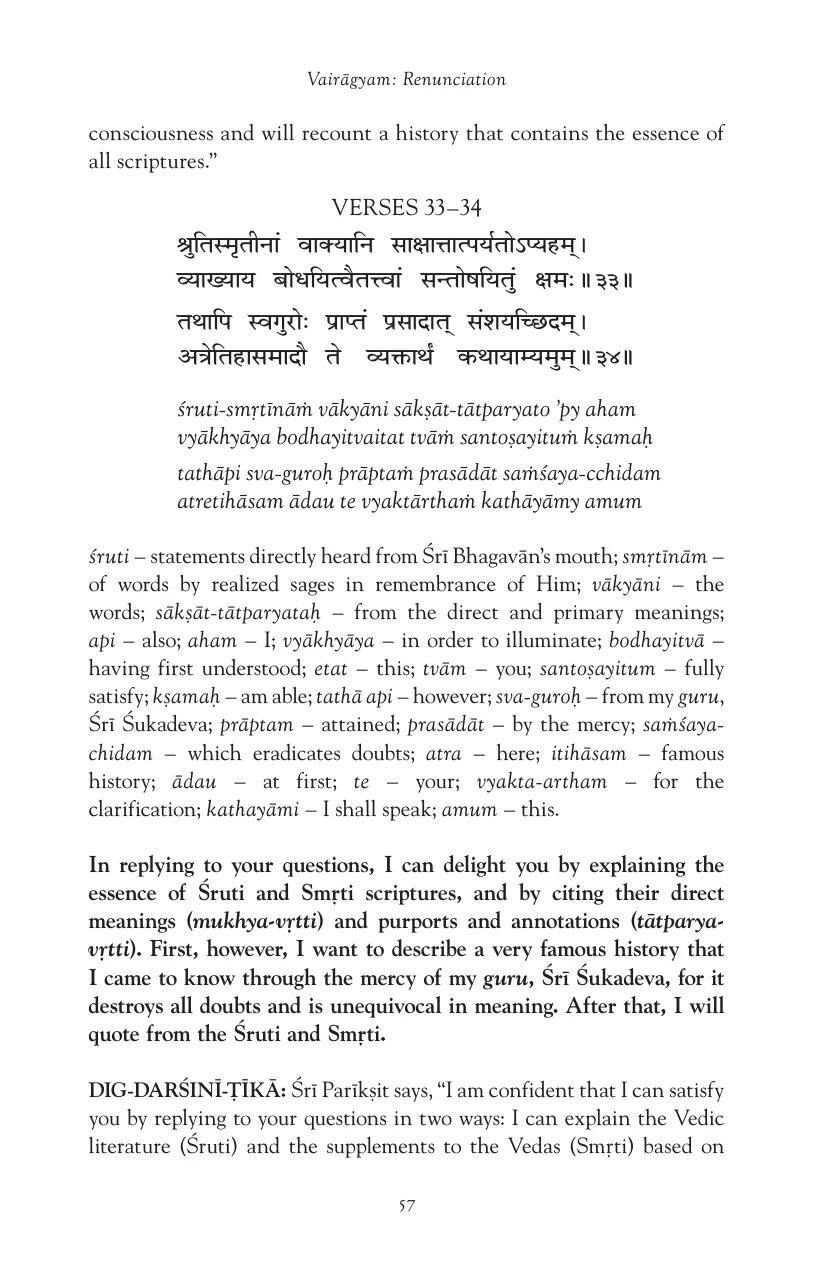 Vairāgyam: Renunciation
consciousness and will recount a history that contains the essence of
all scriptures.”
VERSES 33–34
श्रुतिस्मृतीनां वाक्यानि साक्षात्तात्पर्यतोऽप्यहम्।
व्याख्याय बोधयित्वैतत्त्वां सन्तोषयितुं क्षमः॥३३॥
तथापि स्वगुरोः प्राप्तं प्रसादात् संशयच्छिदम्।
अत्रेतिहासमादौ ते व्यक्तार्थं कथायाम्यमुम्॥३४॥
śruti-smṛtīnāṁ vākyāni sākṣāt-tātparyato ’py aham
vyākhyāya bodhayitvaitat tvāṁ santoṣayituṁ kṣamaḥ
tathāpi sva-guroḥ prāptaṁ prasādāt saṁśaya-cchidam
atretihāsam ādau te vyaktārthaṁ kathāyāmy amum
śruti – statements directly heard from Śrī Bhagavān’s mouth; smṛtīnām –
of words by realized sages in remembrance of Him; vākyāni – the
words; sākṣāt-tātparyataḥ – from the direct and primary meanings;
api – also; aham – I; vyākhyāya – in order to illuminate; bodhayitvā –
having first understood; etat – this; tvām – you; santoṣayitum – fully
satisfy; kṣamaḥ – am able; tathā api – however; sva-guroḥ – from my guru,
Śrī Śukadeva; prāptam – attained; prasādāt – by the mercy; saṁśaya-
chidam – which eradicates doubts; atra – here; itihāsam – famous
history; ādau – at first; te – your; vyakta-artham – for the
clarification; kathayāmi – I shall speak; amum – this.
In replying to your questions, I can delight you by explaining the
essence of Śruti and Smṛti scriptures, and by citing their direct
meanings (mukhya-vṛtti) and purports and annotations (tātparya-
vṛtti). First, however, I want to describe a very famous history that
I came to know through the mercy of my guru, Śrī Śukadeva, for it
destroys all doubts and is unequivocal in meaning. After that, I will
quote from the Śruti and Smṛti.
DIG-DARŚINĪ-ṬĪKĀ: Śrī Parīkṣit says, “I am confident that I can satisfy
you by replying to your questions in two ways: I can explain the Vedic
literature (Śruti) and the supplements to the Vedas (Smṛti) based on
57